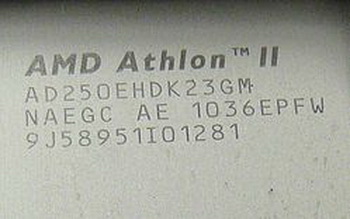 AMD Athlon™ II
AD250EHDK23GM
NAEGC AE 1036EPFW
9J58951I01281